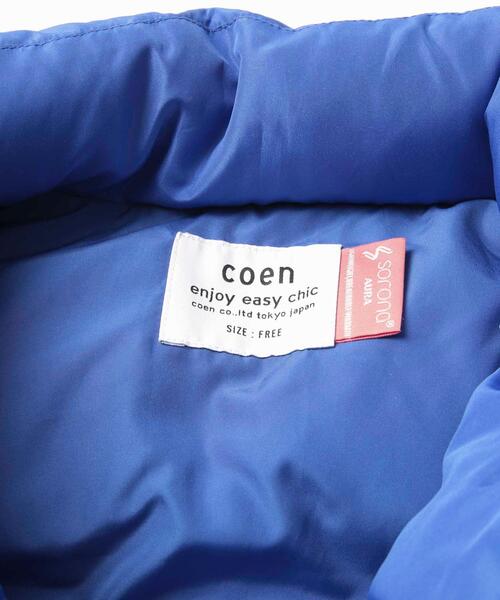 coen
enjoy easy chic
coen co.,ltd tokyo japan
SIZE : FREE
sorona®
AURA